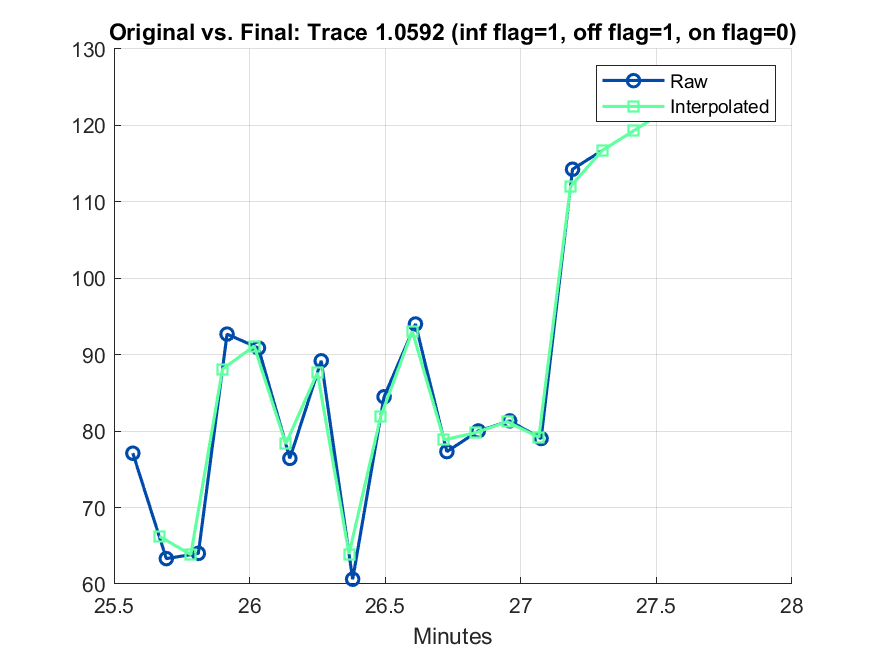 Original vs. Final: Trace 1.0592 (inf flag=1, off flag=1, on flag=0)
130
120
110
100
90
80
70
60
Raw
Interpolated
25.5 26 26.5 27 27.5 28
Minutes